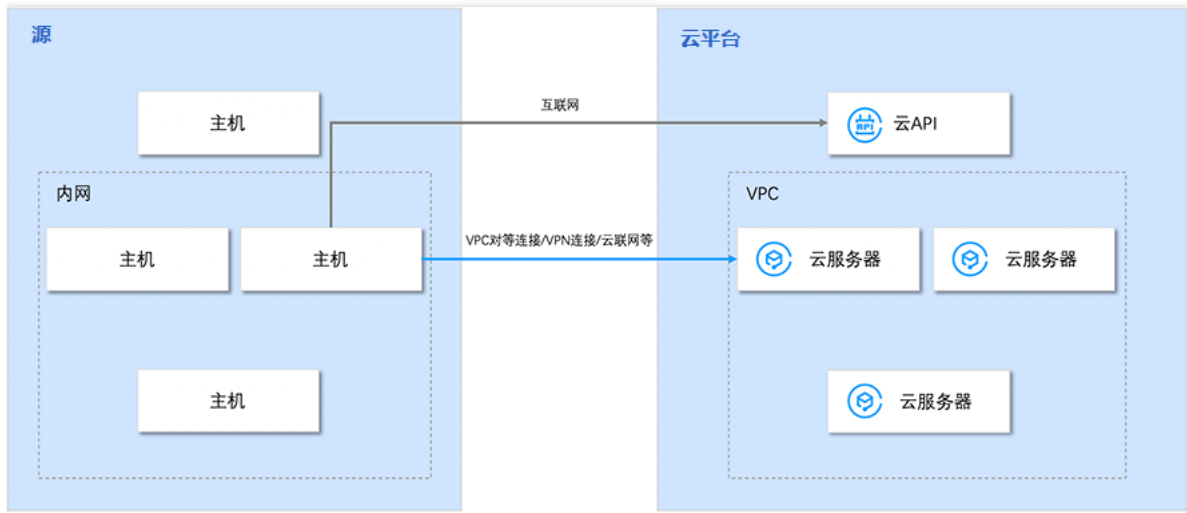 源
云平台
主机
互联网
云API
内网
VPC
主机
主机
VPC对等连接/VPN连接/云联网等
云服务器
云服务器
主机
云服务器